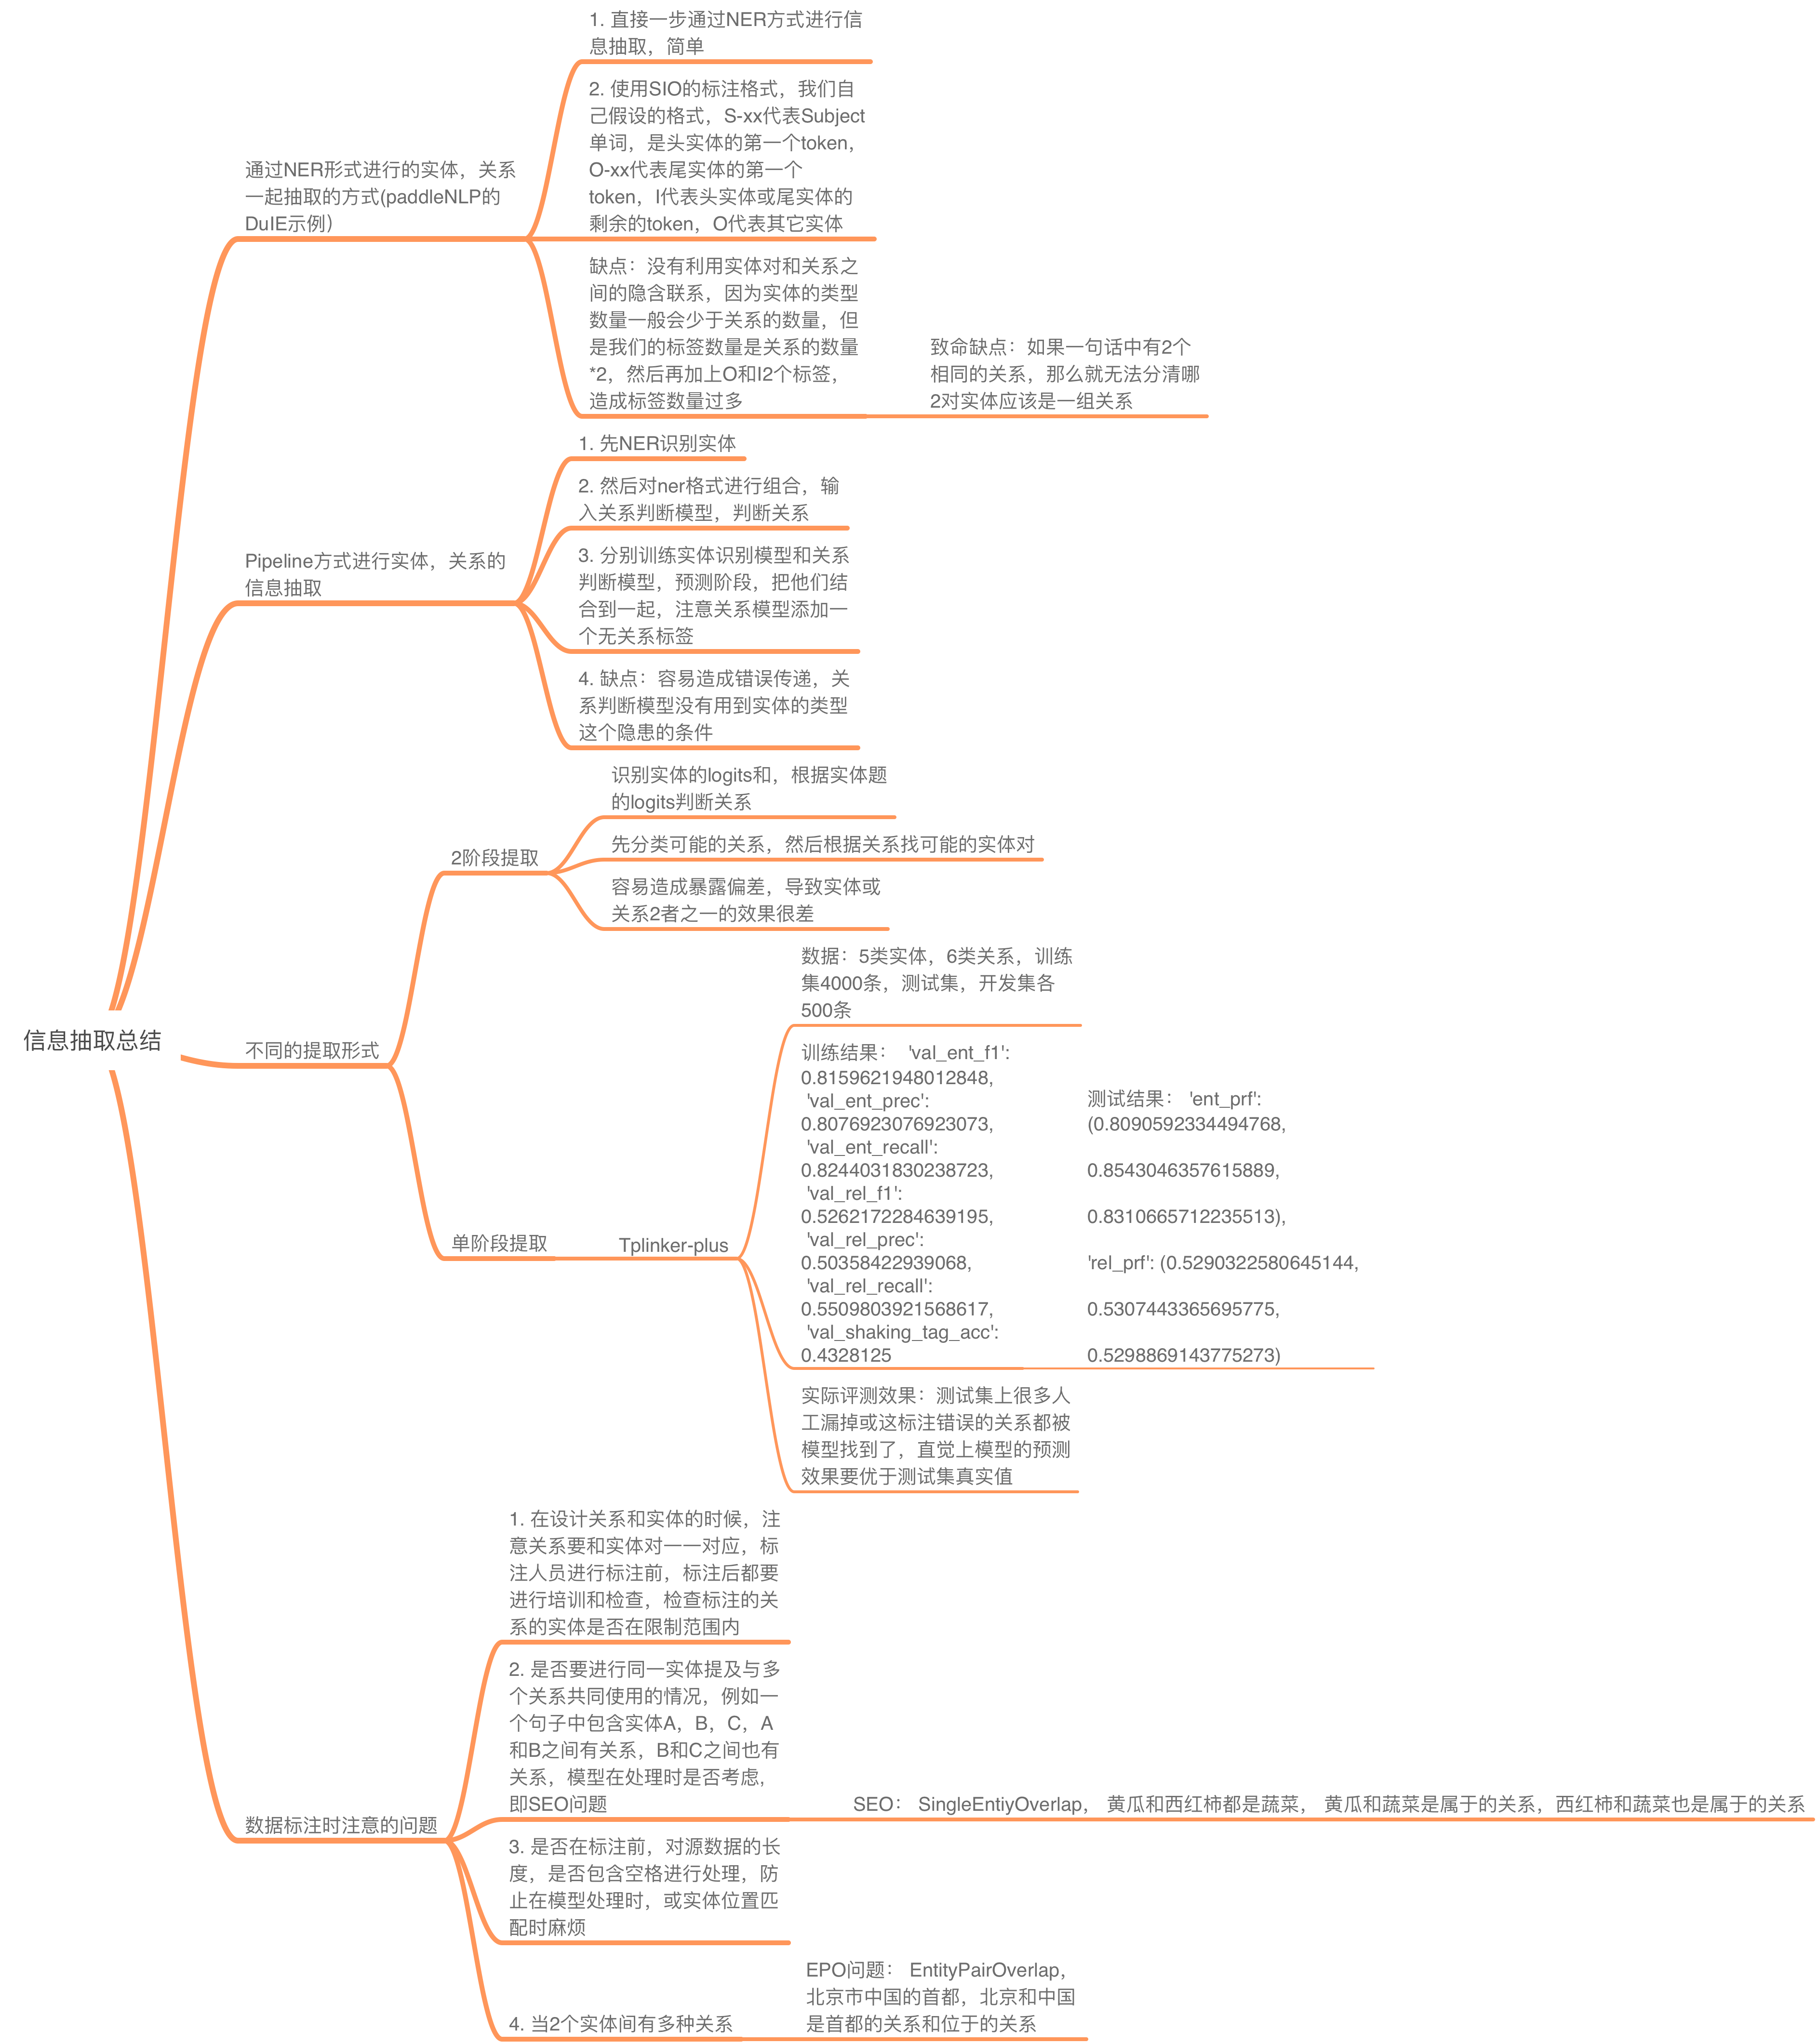 信息抽取总结
通过NER形式进行的实体，关系
一起抽取的方式(paddleNLP的
DuIE示例）
1. 直接一步通过NER方式进行信
息抽取，简单
2. 使用SIO的标注格式，我们自
己假设的格式，S-xx代表Subject
单词，是头实体的第一个token，
O-xx代表尾实体的第一个
token，I代表头实体或尾实体的
剩余的token，O代表其它实体
缺点：没有利用实体对和关系之
间的隐含联系，因为实体的类型
数量一般会少于关系的数量，但
是我们的标签数量是关系的数量
*2，然后再加上O和I2个标签，
造成标签数量过多
致命缺点：如果一句话中有2个
相同的关系，那么就无法分清哪
2对实体应该是一组关系
Pipeline方式进行实体，关系的
信息抽取
1. 先NER识别实体
2. 然后对ner格式进行组合，输
入关系判断模型，判断关系
3. 分别训练实体识别模型和关系
判断模型，预测阶段，把他们结
合到一起，注意关系模型添加一
个无关系标签
4. 缺点：容易造成错误传递，关
系判断模型没有用到实体的类型
这个隐患的条件
不同的提取形式
2阶段提取
识别实体的logits和，根据实体题
的logits判断关系
先分类可能的关系，然后根据关系找可能的实体对
容易造成暴露偏差，导致实体或
关系2者之一的效果很差
单阶段提取
Tplinker-plus
数据：5类实体，6类关系，训练
集4000条，测试集，开发集各
500条
训练结果： 'val_ent_f1':
0.8159621948012848,
'val_ent_prec':
0.8076923076923073,
'val_ent_recall':
0.8244031830238723,
'val_rel_f1':
0.5262172284639195,
'val_rel_prec':
0.50358422939068,
'val_rel_recall':
0.5509803921568617,
'val_shaking_tag_acc':
0.4328125
测试结果： 'ent_prf':
(0.8090592334494768,
0.8543046357615889,
0.8310665712235513),
'rel_prf': (0.5290322580645144,
0.5307443365695775,
0.5298869143775273)
实际评测效果：测试集上很多人
工漏掉或这标注错误的关系都被
模型找到了，直觉上模型的预测
效果要优于测试集真实值
数据标注时注意的问题
1. 在设计关系和实体的时候，注
意关系要和实体对一一对应，标
注人员进行标注前，标注后都要
进行培训和检查，检查标注的关
系的实体是否在限制范围内
2. 是否要进行同一实体提及与多
个关系共同使用的情况，例如一
个句子中包含实体A，B，C，A
和B之间有关系，B和C之间也有
关系，模型在处理时是否考虑，
即SEO问题
SEO： SingleEntiyOverlap， 黄瓜和西红柿都是蔬菜， 黄瓜和蔬菜是属于的关系，西红柿和蔬菜也是属于的关系
3. 是否在标注前，对源数据的长
度，是否包含空格进行处理，防
止在模型处理时，或实体位置匹
配时麻烦
4. 当2个实体间有多种关系
EPO问题： EntityPairOverlap，
北京市中国的首都，北京和中国
是首都的关系和位于的关系